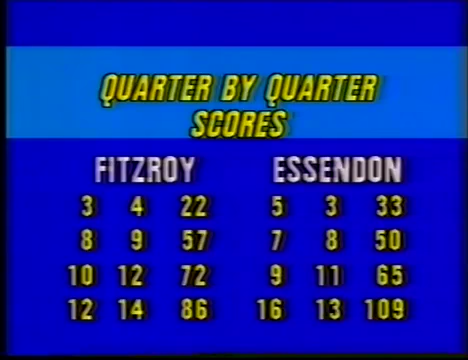 QUARTER BY QUARTER
SCORES
FITZROY ESSENDON
3 4 22 5 3 33
8 9 57 7 8 50
10 12 72 9 11 65
12 14 86 16 13 109